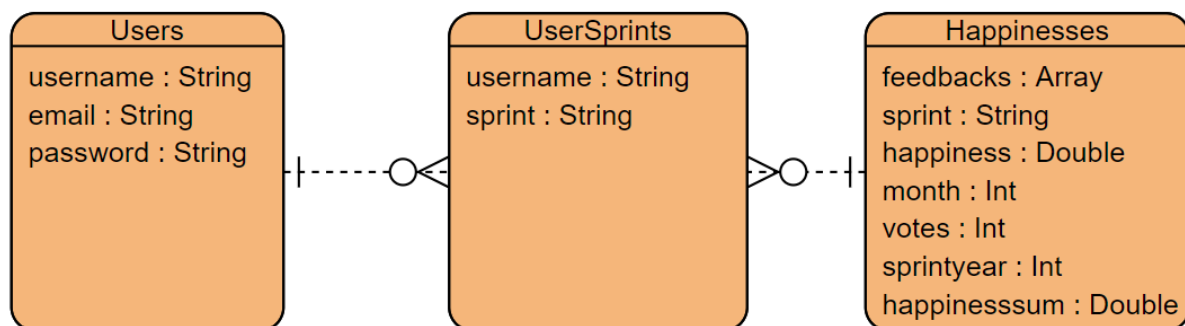 Users
username : String
email : String
password : String
UserSprints
username : String
sprint : String
Happinesses
feedbacks : Array
sprint : String
happiness : Double
month : Int
votes : Int
sprintyear : Int
happinesssum : Double